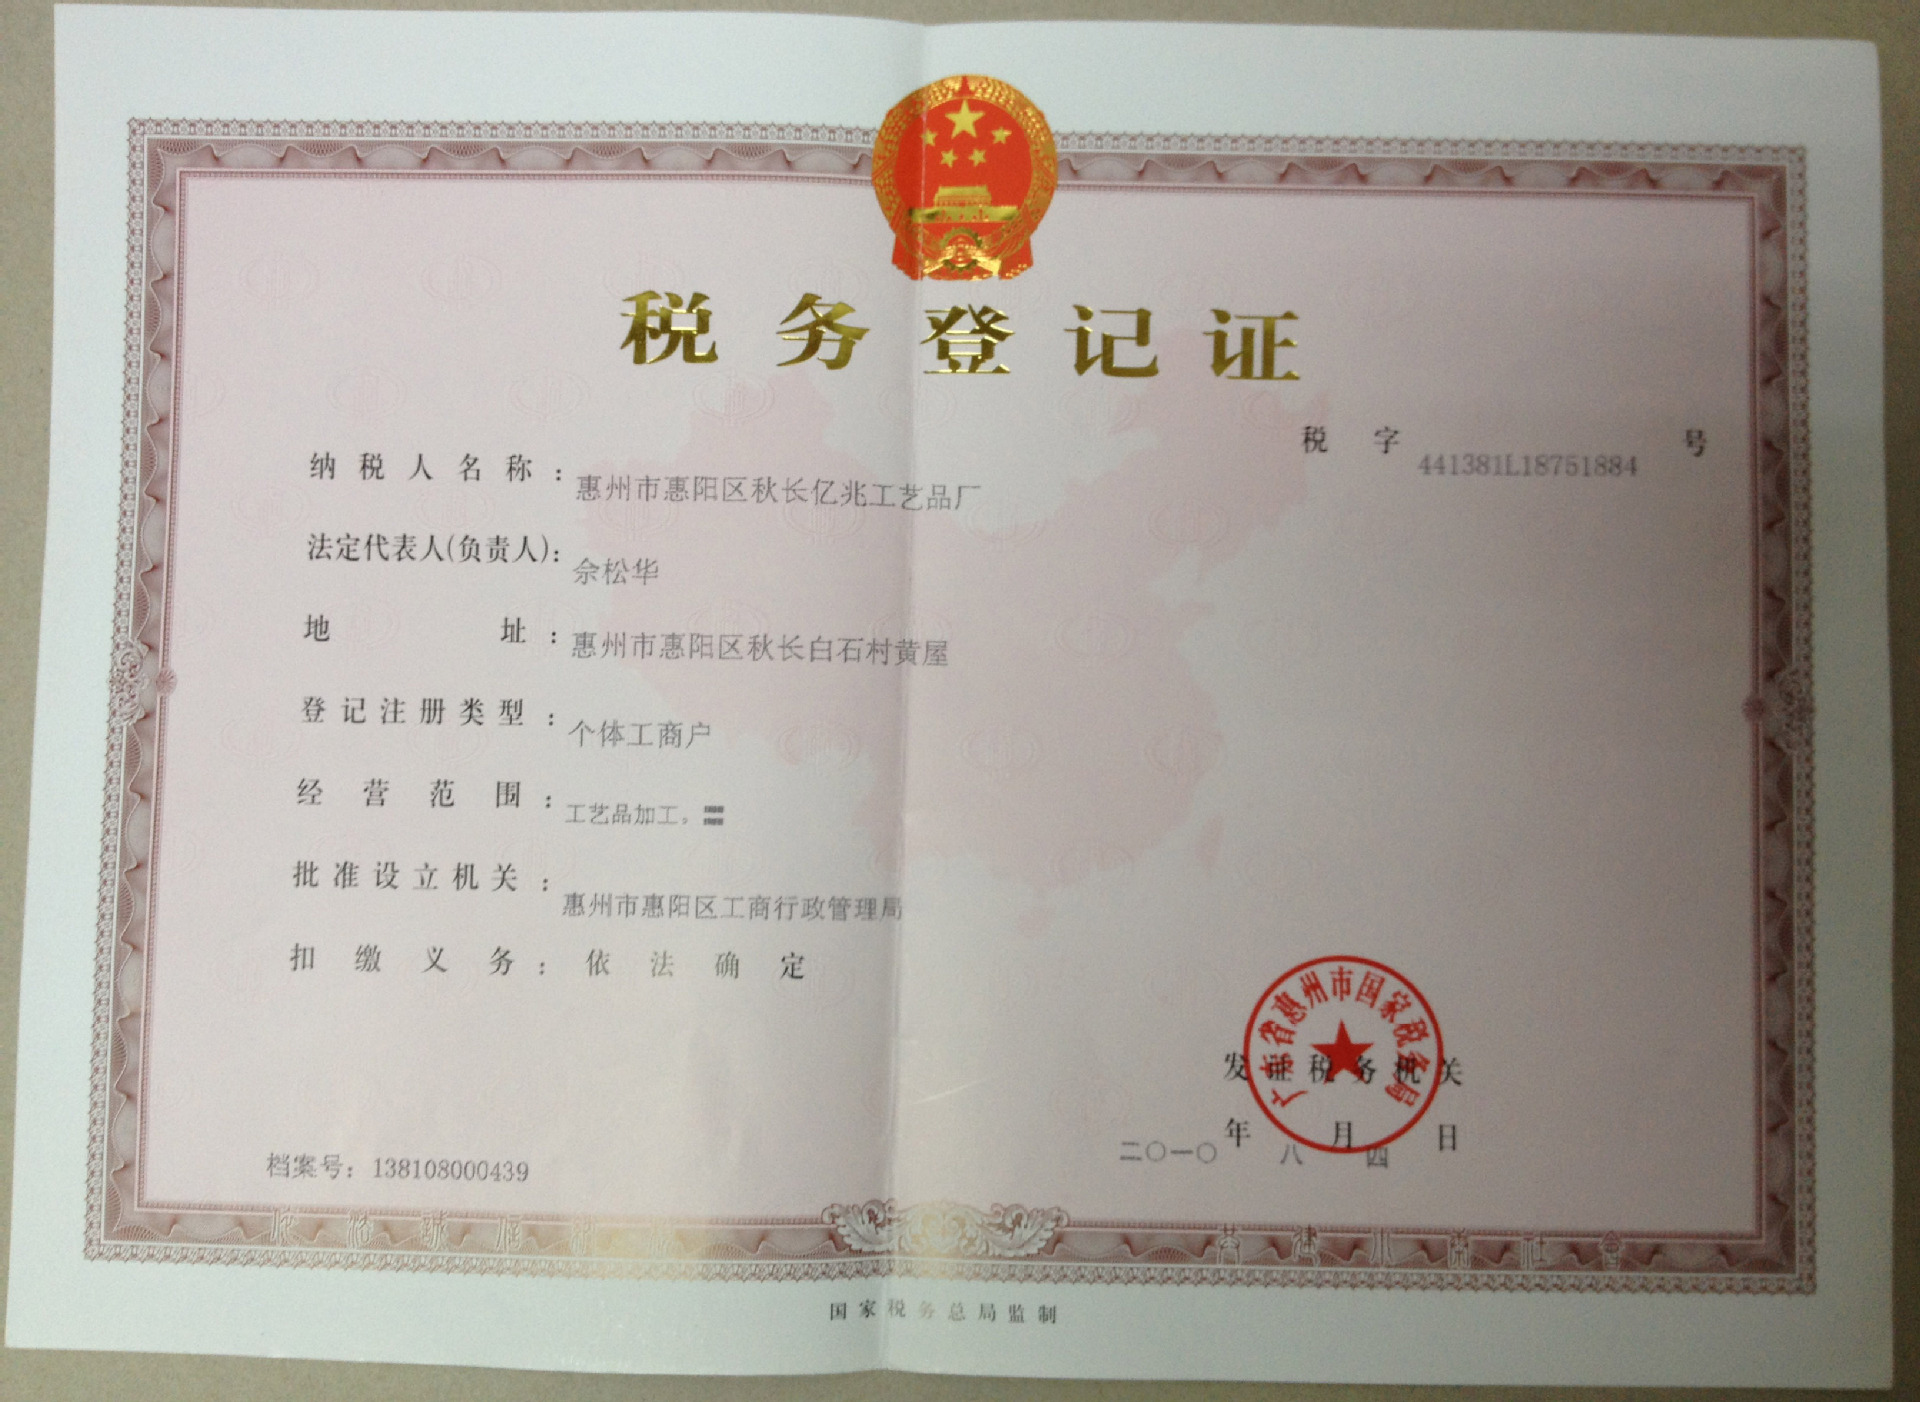 税务登记证
税字 441381L18751884 号
纳税人名称：惠州市惠阳区秋长亿兆工艺品厂
法定代表人(负责人)：佘松华
地址：惠州市惠阳区秋长白石村黄屋
登记注册类型：个体工商户
经营范围：工艺品加工。
批准设立机关：惠州市惠阳区工商行政管理局
扣缴义务：依法确定
广东省惠州市国家税务局
发证税务机关
二〇一〇年八月四日
档案号：138108000439
国家税务总局监制